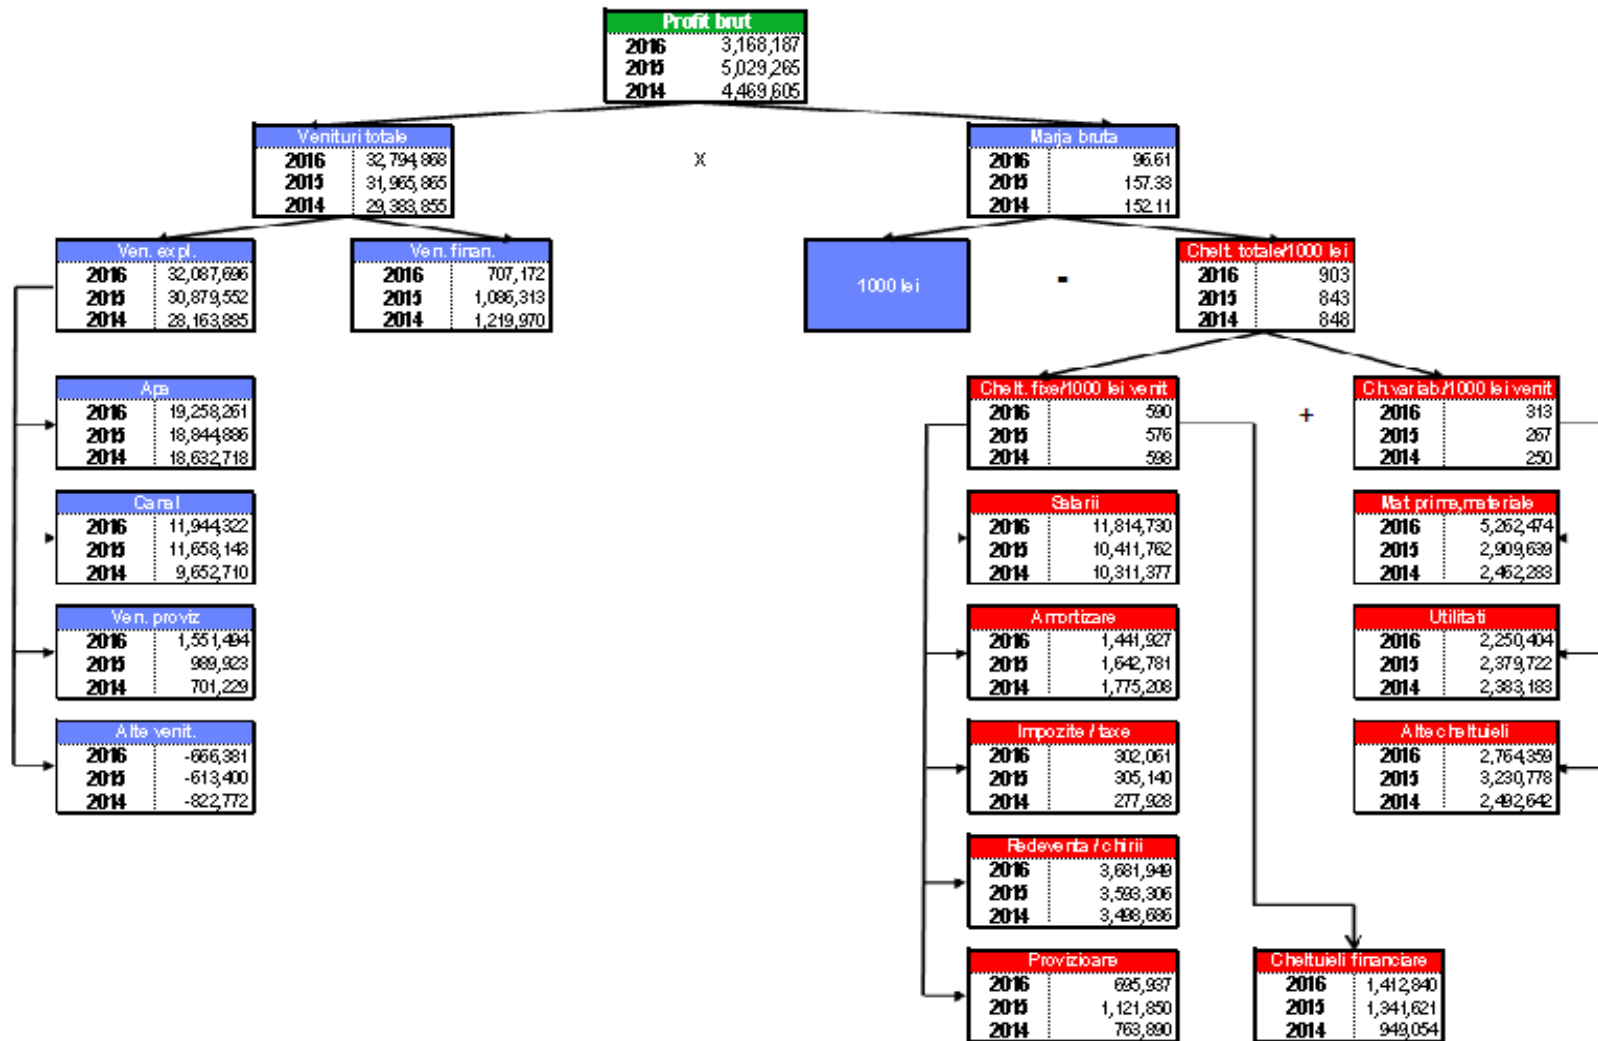 Profit brut
2016 3,168,187
2015 5,029,265
2014 4,469,605
Venituri totale
2016 32,794,868
2015 31,965,865
2014 29,383,855
x
Marja bruta
2016 96.61
2015 157.33
2014 152.11
Ven. expl.
2016 32,087,696
2015 30,879,552
2014 28,163,885
Ven. finan.
2016 707,172
2015 1,086,313
2014 1,219,970
1000 lei
-
Chelt. totale/1000 lei
2016 903
2015 843
2014 848
Apa
2016 19,258,261
2015 18,844,886
2014 18,632,718
Chelt. fixe/1000 lei venit
2016 590
2015 576
2014 598
+
Ch.variab./1000 lei venit
2016 313
2015 267
2014 250
Canal
2016 11,944,322
2015 11,658,143
2014 9,652,710
Salarii
2016 11,814,730
2015 10,411,762
2014 10,311,377
Mat prime,materiale
2016 5,262,474
2015 2,909,639
2014 2,462,283
Ven. proviz
2016 1,551,494
2015 989,923
2014 701,229
Amortizare
2016 1,441,927
2015 1,642,781
2014 1,775,208
Utilitati
2016 2,250,404
2015 2,379,722
2014 2,383,183
Alte venit.
2016 -666,381
2015 -613,400
2014 -822,772
Impozite / taxe
2016 302,061
2015 305,140
2014 277,928
Alte cheltuieli
2016 2,764,359
2015 3,230,778
2014 2,492,642
Redeventa / chirii
2016 3,681,949
2015 3,593,306
2014 3,498,686
Provizioane
2016 695,937
2015 1,121,850
2014 763,890
Cheltuieli financiare
2016 1,412,840
2015 1,341,621
2014 949,054